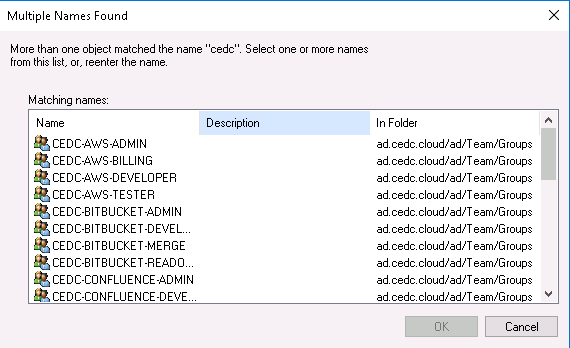 Multiple Names Found
More than one object matched the name "cedc". Select one or more names
from this list, or, reenter the name.
Matching names:
Name Description In Folder
CEDC-AWS-ADMIN ad.cedc.cloud/ad/Team/Groups
CEDC-AWS-BILLING ad.cedc.cloud/ad/Team/Groups
CEDC-AWS-DEVELOPER ad.cedc.cloud/ad/Team/Groups
CEDC-AWS-TESTER ad.cedc.cloud/ad/Team/Groups
CEDC-BITBUCKET-ADMIN ad.cedc.cloud/ad/Team/Groups
CEDC-BITBUCKET-DEVEL... ad.cedc.cloud/ad/Team/Groups
CEDC-BITBUCKET-MERGE ad.cedc.cloud/ad/Team/Groups
CEDC-BITBUCKET-READO... ad.cedc.cloud/ad/Team/Groups
CEDC-CONFLUENCE-ADMIN ad.cedc.cloud/ad/Team/Groups
CEDC-CONFLUENCE-DEVE... ad.cedc.cloud/ad/Team/Groups
OK Cancel